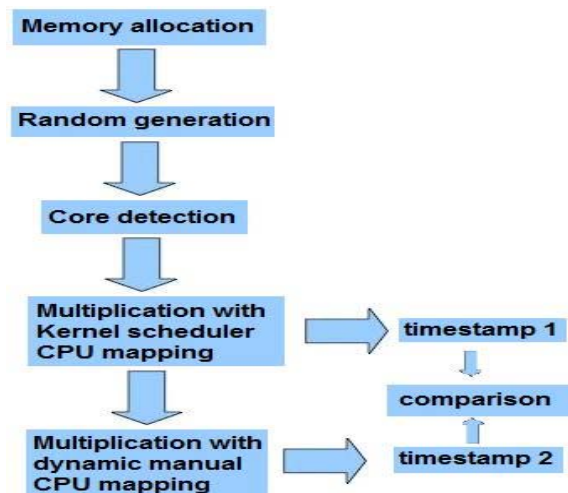 Memory allocation
Random generation
Core detection
Multiplication with
Kernel scheduler
CPU mapping
timestamp 1
comparison
Multiplication with
dynamic manual
CPU mapping
timestamp 2